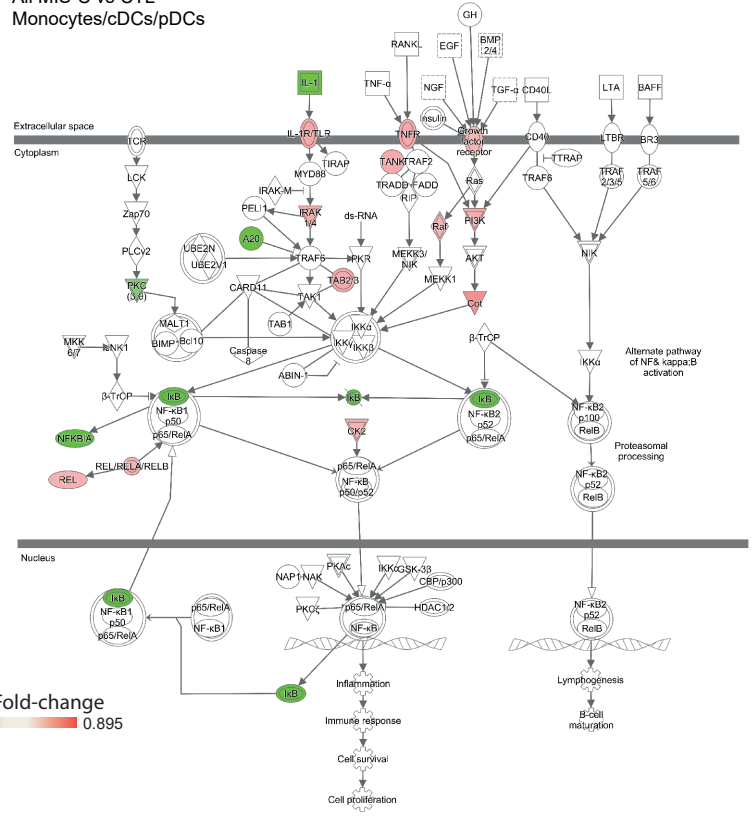 Monocytes/cDCs/pDCs
GH
RANKL
EGF
BMP
2/4
IL-1
TNF-α
NGF
TGF-α
CD40L
LTA
BAFF
Insulin
Extracellular space
TCR
IL-1R/TLR
TNFR
Growth
factor
receptor
CD40
LTBR
BR3
Cytoplasm
LCK
MYD88
TIRAP
TANK
TRAF2
TRADD
FADD
RIP
Ras
TTRAP
TRAF6
TRAF
2/3/5
TRAF
5/6
IRAK-M
Zap70
PELI1
IRAK
1/4
ds-RNA
Raf
PI3K
A20
PLCv2
UBE2N
UBE2V1
TRAF6
PKR
MEKK3/
NIK
AKT
NIK
PKC
CARD11
TAK1
TAB2/3
MEKK1
Cot
MALT1
BIMP
Bcl10
TAB1
IKKα
IKKγ
IKKβ
MKK
6/7
Caspase
8
ABIN-1
β-TrCP
IKKα
Alternate pathway
of NF& kappa;B
activation
β-TrCP
IκB
NF-κB1
p50
p65/RelA
IκB
IκB
NF-κB2
p52
p65/RelA
NF-κB2
p100
RelB
NFKBIA
CK2
REL
REL/RELA/RELB
p65/RelA
NF-κB
p50/p52
Proteasomal
processing
NF-κB2
p52
RelB
Nucleus
NAP1
NAK
PKAc
IKKα
GSK-3β
CBP/p300
PKCζ
p65/RelA
NF-κB
HDAC1/2
IκB
NF-κB1
p50
p65/RelA
p65/RelA
NF-κB1
NF-κB2
p52
RelB
IκB
Inflammation
Immune response
Cell survival
Cell proliferation
Lymphogenesis
B-cell
maturation
Fold-change
0.895